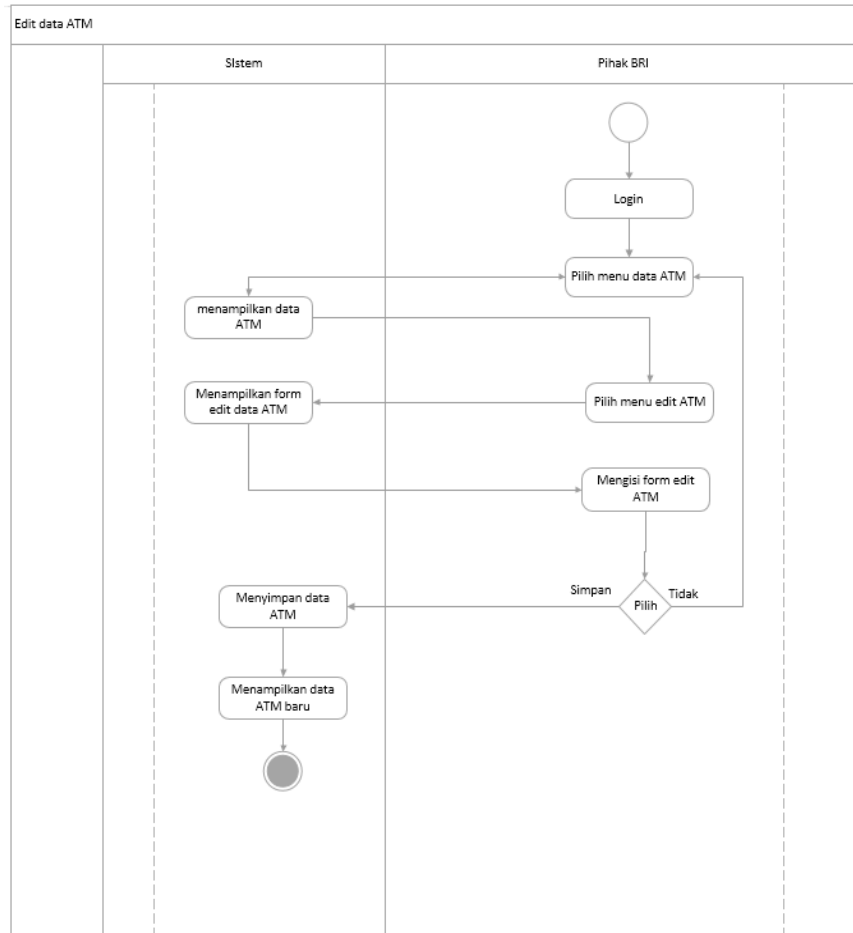 Edit data ATM
SIstem
Pihak BRI
Login
Pilih menu data ATM
menampilkan data
ATM
Menampilkan form
edit data ATM
Pilih menu edit ATM
Mengisi form edit
ATM
Simpan
Pilih
Tidak
Menyimpan data
ATM
Menampilkan data
ATM baru